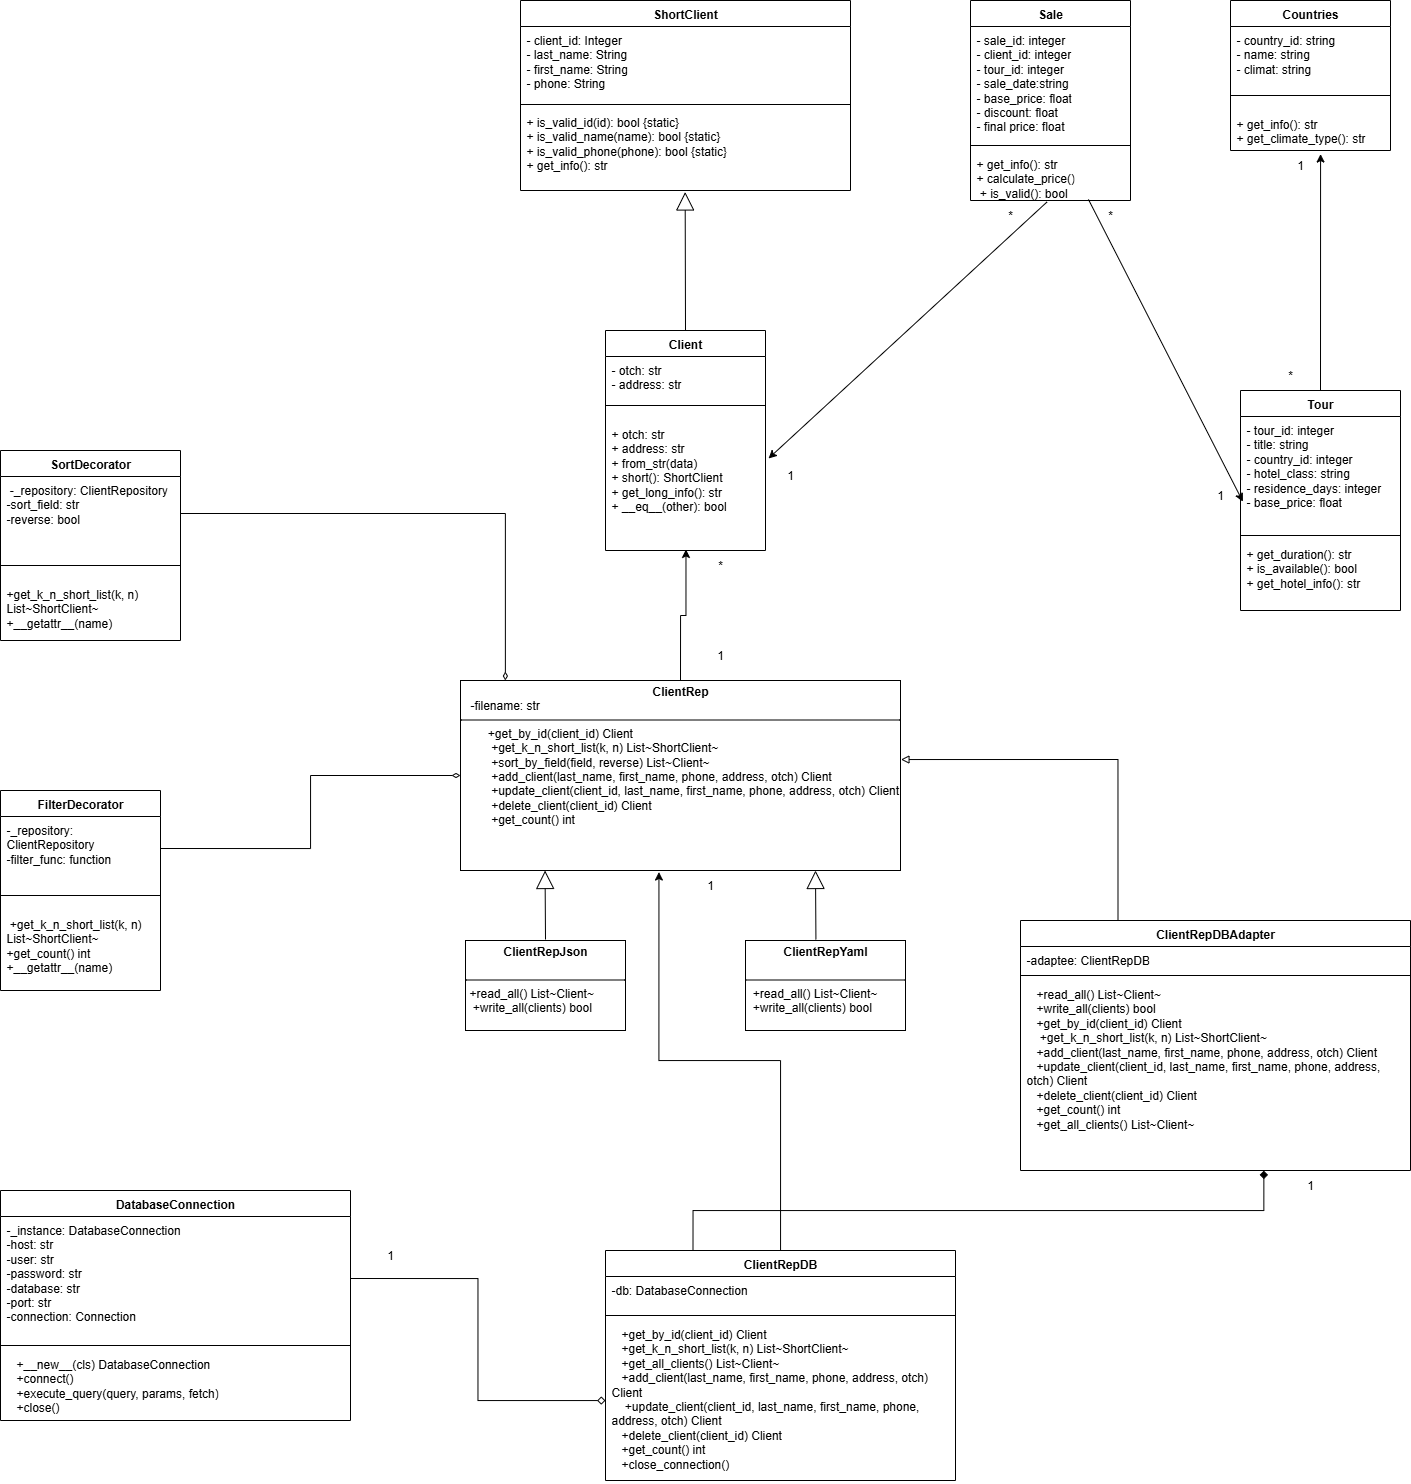 ShortClient
- client_id: Integer
- last_name: String
- first_name: String
- phone: String
+ is_valid_id(id): bool {static}
+ is_valid_name(name): bool {static}
+ is_valid_phone(phone): bool {static}
+ get_info(): str
Sale
- sale_id: integer
- client_id: integer
- tour_id: integer
- sale_date:string
- base_price: float
- discount: float
- final price: float
+ get_info(): str
+ calculate_price()
+ is_valid(): bool
*
*
Countries
- country_id: string
- name: string
- climat: string
+ get_info(): str
+ get_climate_type(): str
1
*
Client
- otch: str
- address: str
+ otch: str
+ address: str
+ from_str(data)
+ short(): ShortClient
+ get_long_info(): str
+ __eq__(other): bool
1
*
1
1
Tour
- tour_id: integer
- title: string
- country_id: integer
- hotel_class: string
- residence_days: integer
- base_price: float
+ get_duration(): str
+ is_available(): bool
+ get_hotel_info(): str
SortDecorator
-_repository: ClientRepository
-sort_field: str
-reverse: bool
+get_k_n_short_list(k, n)
List~ShortClient~
+__getattr__(name)
ClientRep
-filename: str
+get_by_id(client_id) Client
+get_k_n_short_list(k, n) List~ShortClient~
+sort_by_field(field, reverse) List~Client~
+add_client(last_name, first_name, phone, address, otch) Client
+update_client(client_id, last_name, first_name, phone, address, otch) Client
+delete_client(client_id) Client
+get_count() int
1
FilterDecorator
-_repository:
ClientRepository
-filter_func: function
+get_k_n_short_list(k, n)
List~ShortClient~
+get_count() int
+__getattr__(name)
ClientRepJson
+read_all() List~Client~
+write_all(clients) bool
ClientRepYaml
+read_all() List~Client~
+write_all(clients) bool
ClientRepDBAdapter
-adaptee: ClientRepDB
+read_all() List~Client~
+write_all(clients) bool
+get_by_id(client_id) Client
+get_k_n_short_list(k, n) List~ShortClient~
+add_client(last_name, first_name, phone, address, otch) Client
+update_client(client_id, last_name, first_name, phone, address,
otch) Client
+delete_client(client_id) Client
+get_count() int
+get_all_clients() List~Client~
1
DatabaseConnection
-_instance: DatabaseConnection
-host: str
-user: str
-password: str
-database: str
-port: str
-connection: Connection
+__new__(cls) DatabaseConnection
+connect()
+execute_query(query, params, fetch)
+close()
1
ClientRepDB
-db: DatabaseConnection
+get_by_id(client_id) Client
+get_k_n_short_list(k, n) List~ShortClient~
+get_all_clients() List~Client~
+add_client(last_name, first_name, phone, address, otch)
Client
+update_client(client_id, last_name, first_name, phone,
address, otch) Client
+delete_client(client_id) Client
+get_count() int
+close_connection()